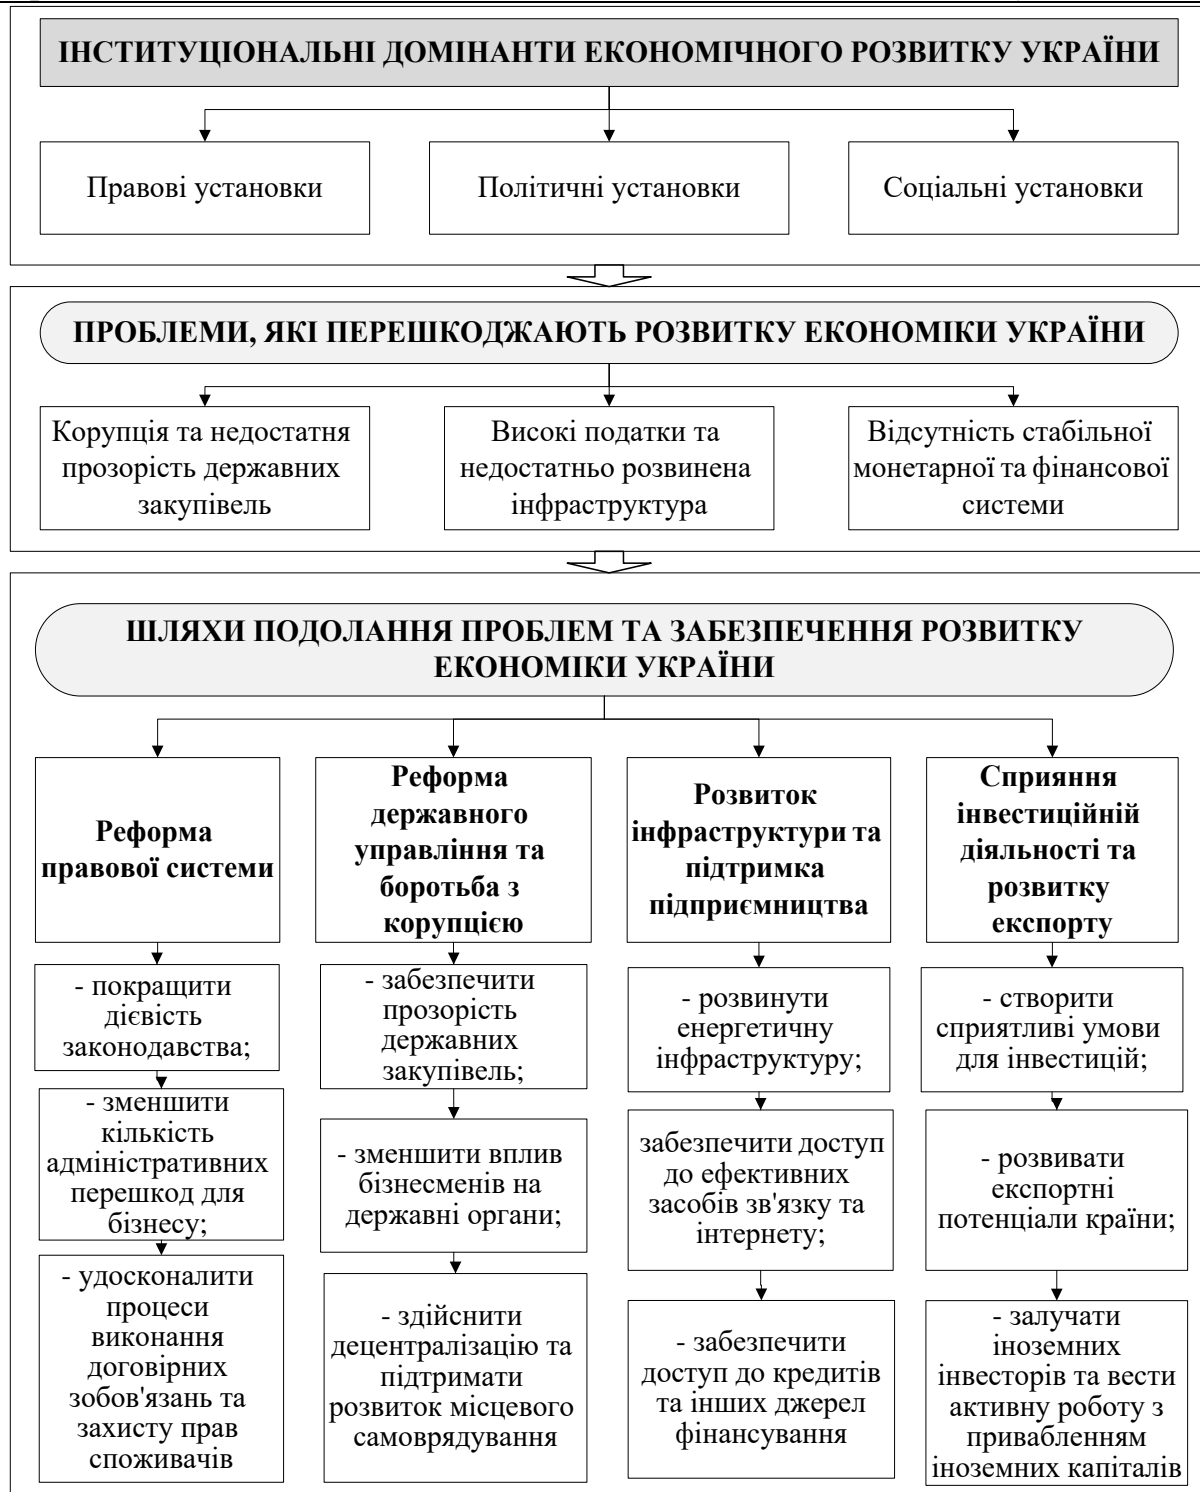 ІНСТИТУЦІОНАЛЬНІ ДОМІНАНТИ ЕКОНОМІЧНОГО РОЗВИТКУ УКРАЇНИ
Правові установки
Політичні установки
Соціальні установки
ПРОБЛЕМИ, ЯКІ ПЕРЕШКОДЖАЮТЬ РОЗВИТКУ ЕКОНОМІКИ УКРАЇНИ
Корупція та недостатня
прозорість державних
закупівель
Високі податки та
недостатньо розвинена
інфраструктура
Відсутність стабільної
монетарної та фінансової
системи
ШЛЯХИ ПОДОЛАННЯ ПРОБЛЕМ ТА ЗАБЕЗПЕЧЕННЯ РОЗВИТКУ
ЕКОНОМІКИ УКРАЇНИ
Реформа
правової системи
- покращити
дієвість
законодавства;
- зменшити
кількість
адміністративних
перешкод для
бізнесу;
- удосконалити
процеси
виконання
договірних
зобов'язань та
захисту прав
споживачів
Реформа
державного
управління та
боротьба з
корупцією
- забезпечити
прозорість
державних
закупівель;
- зменшити вплив
бізнесменів на
державні органи;
- здійснити
децентралізацію та
підтримати
розвиток місцевого
самоврядування
Розвиток
інфраструктури та
підтримка
підприємництва
- розвинути
енергетичну
інфраструктуру;
забезпечити доступ
до ефективних
засобів зв'язку та
інтернету;
- забезпечити
доступ до кредитів
та інших джерел
фінансування
Сприяння
інвестиційній
діяльності та
розвитку
експорту
- створити
сприятливі умови
для інвестицій;
- розвивати
експортні
потенціали країни;
- залучати
іноземних
інвесторів та вести
активну роботу з
привабленням
іноземних капіталів